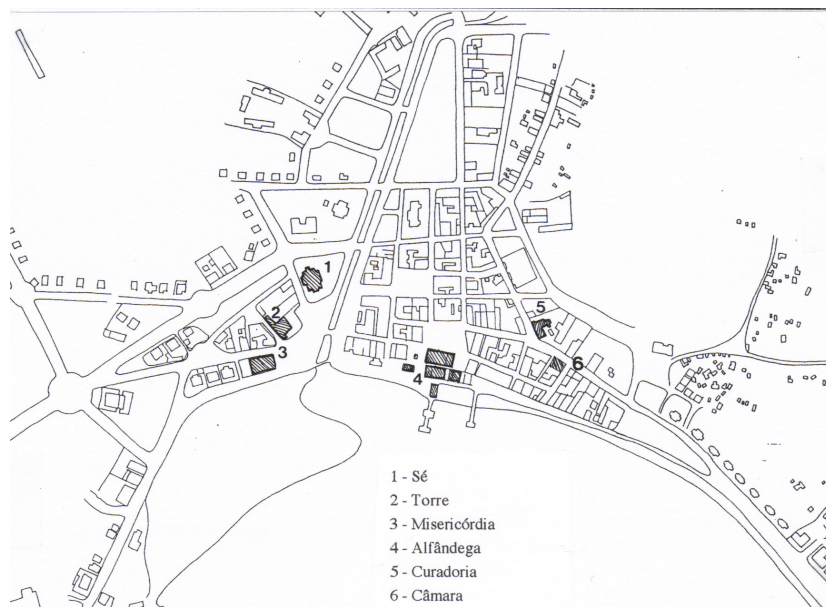 1
2
3
4
5
6
1 - Sé
2 - Torre
3 - Misericórdia
4 - Alfândega
5 - Curadoria
6 - Câmara